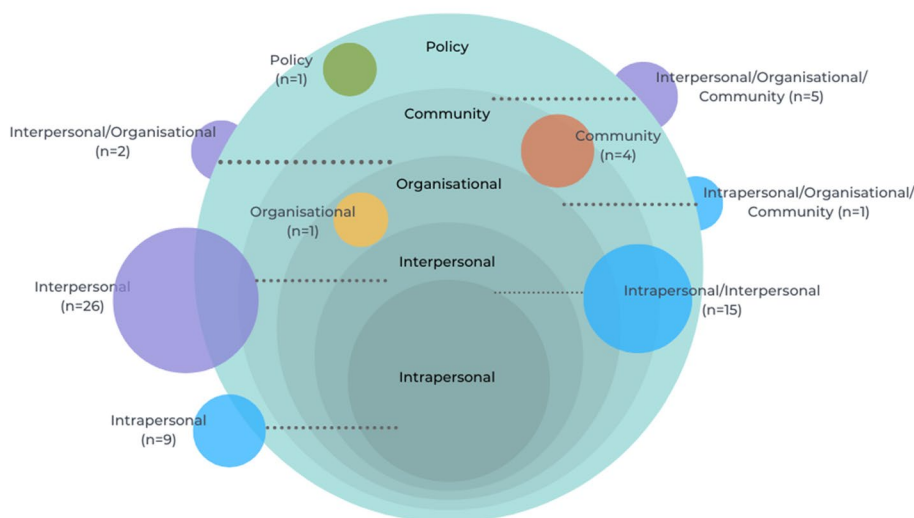 Policy
Policy
(n=1)
Interpersonal/Organisational/
Community (n=5)
Community
Interpersonal/Organisational
(n=2)
Community
(n=4)
Organisational
Intrapersonal/Organisational/
Community (n=1)
Organisational
(n=1)
Interpersonal
Interpersonal
(n=26)
Intrapersonal/Interpersonal
(n=15)
Intrapersonal
Intrapersonal
(n=9)